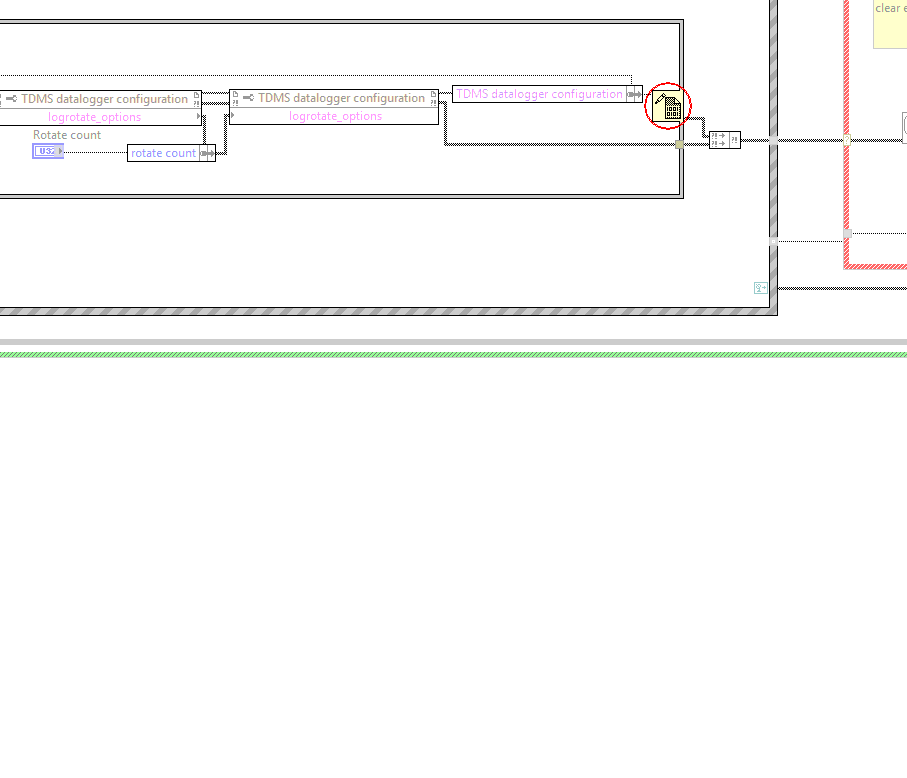 clear e
TDMS datalogger configuration
TDMS datalogger configuration
TDMS datalogger configuration
logrotate_options
logrotate_options
Rotate count
U32
rotate count